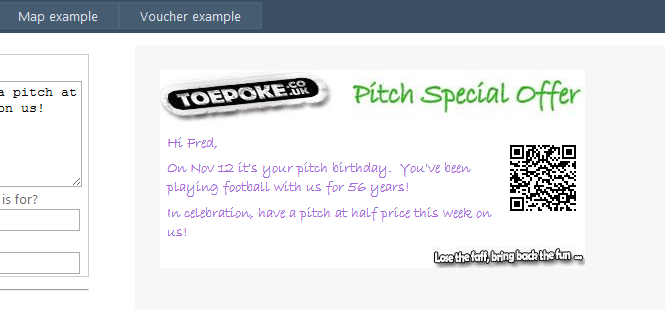 Map example
Voucher example
a pitch at
on us!
is for?
TOEPOKE.CO.UK
Pitch Special Offer
Hi Fred,
On Nov 12 it's your pitch birthday. You've been
playing football with us for 56 years!
In celebration, have a pitch at half price this week on
us!
Lose the faff, bring back the fun ...